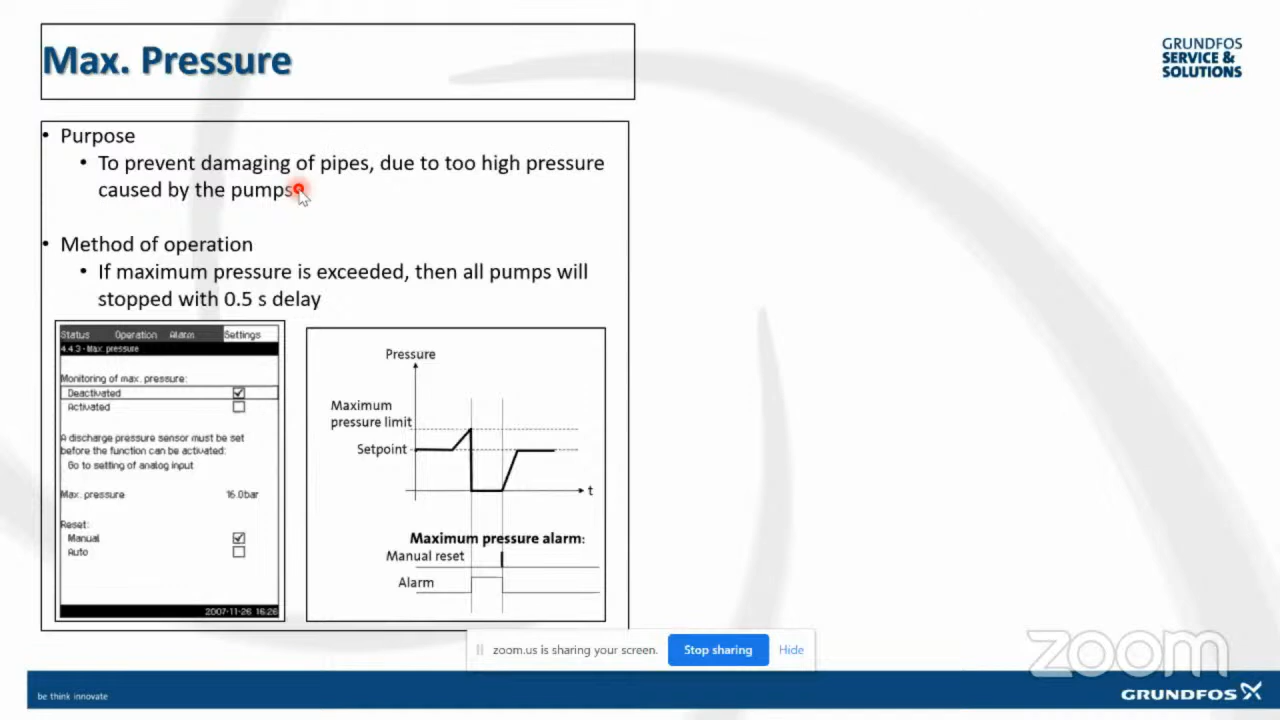 Max. Pressure
GRUNDFOS
SERVICE &
SOLUTIONS
• Purpose
• To prevent damaging of pipes, due to too high pressure
caused by the pumps
• Method of operation
• If maximum pressure is exceeded, then all pumps will
stopped with 0.5 s delay
Status Operation Alarm Settings
4.4.3 - Max. pressure
Monitoring of max. pressure:
Deactivated
Activated
A discharge pressure sensor must be set
before the function can be activated:
Go to setting of analog input
Max. pressure 16.0bar
Reset:
Manual
Auto
2007-11-26 16:26
Pressure
Maximum
pressure limit
Setpoint
t
Maximum pressure alarm:
Manual reset
Alarm
zoom.us is sharing your screen. Stop sharing Hide
zoom
be think innovate
GRUNDFOS